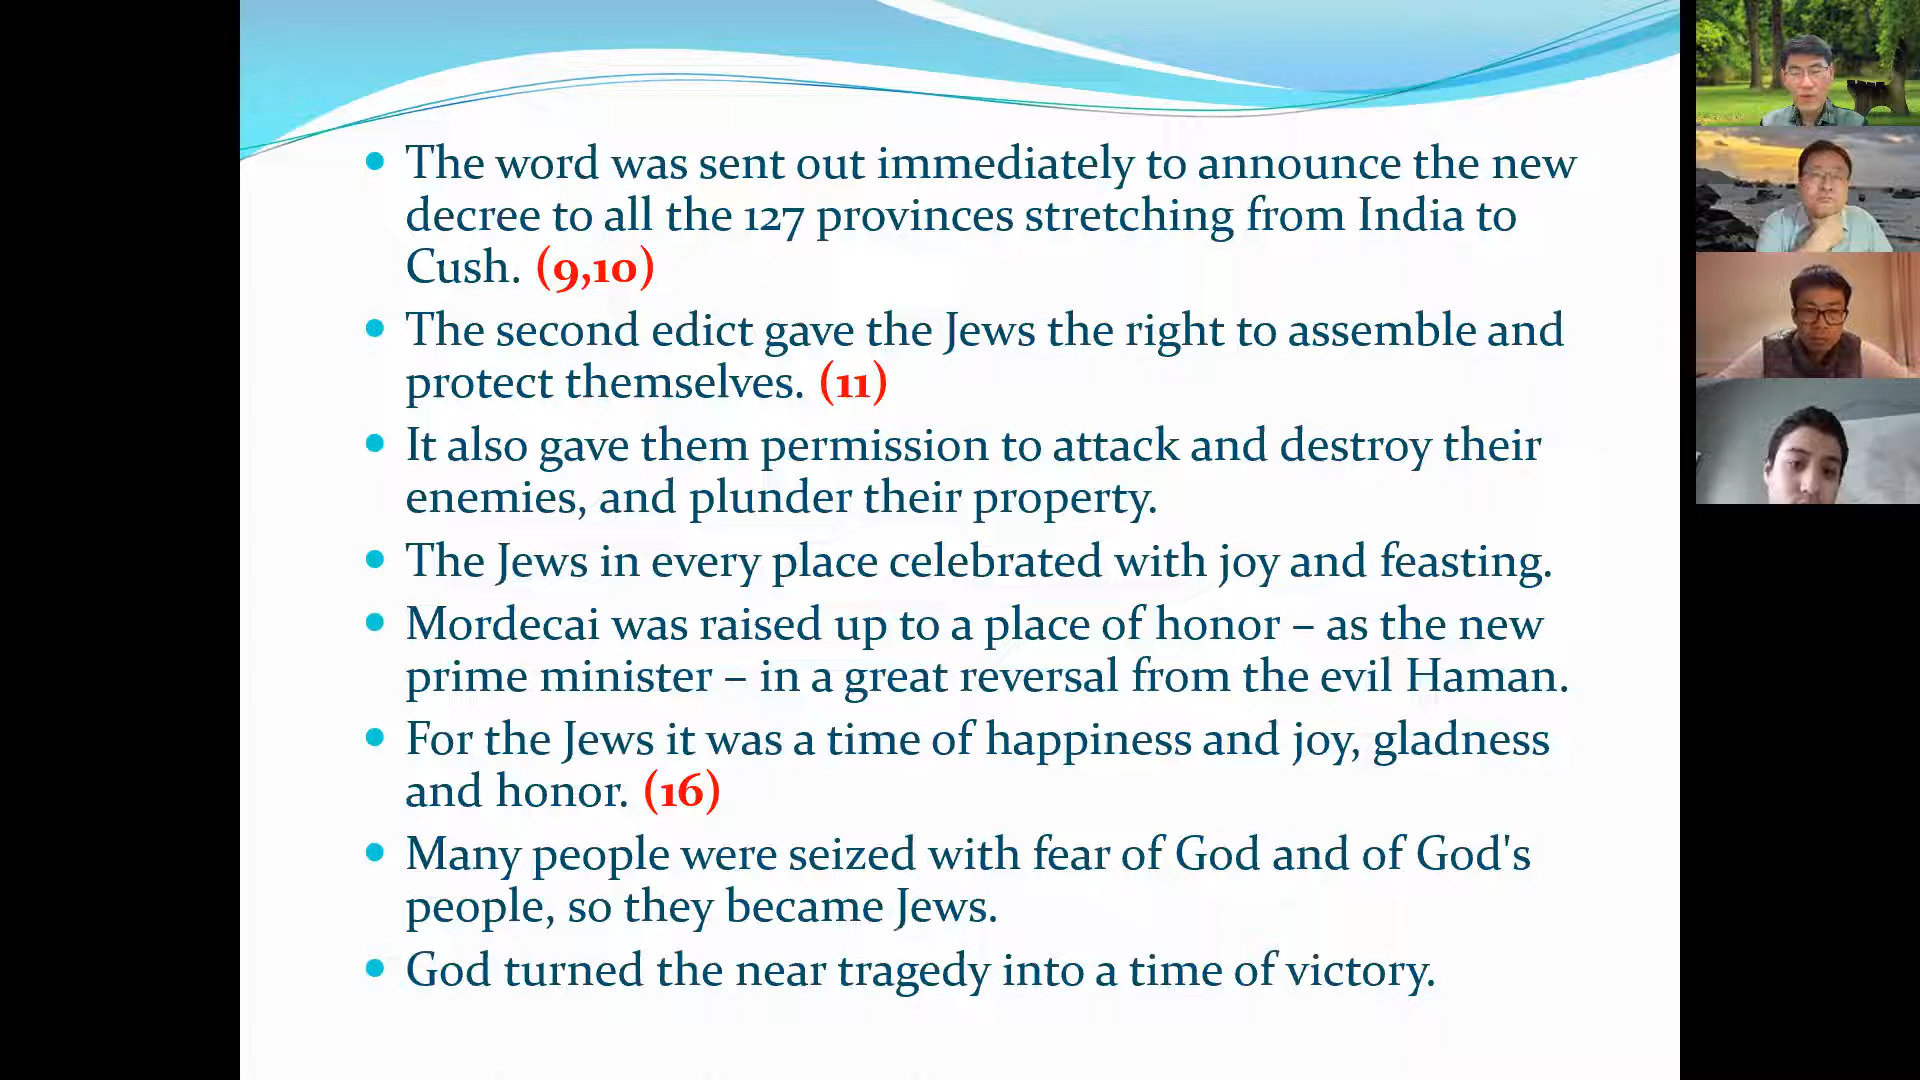 • The word was sent out immediately to announce the new
decree to all the 127 provinces stretching from India to
Cush. (9,10)
• The second edict gave the Jews the right to assemble and
protect themselves. (11)
• It also gave them permission to attack and destroy their
enemies, and plunder their property.
• The Jews in every place celebrated with joy and feasting.
• Mordecai was raised up to a place of honor – as the new
prime minister – in a great reversal from the evil Haman.
• For the Jews it was a time of happiness and joy, gladness
and honor. (16)
• Many people were seized with fear of God and of God's
people, so they became Jews.
• God turned the near tragedy into a time of victory.